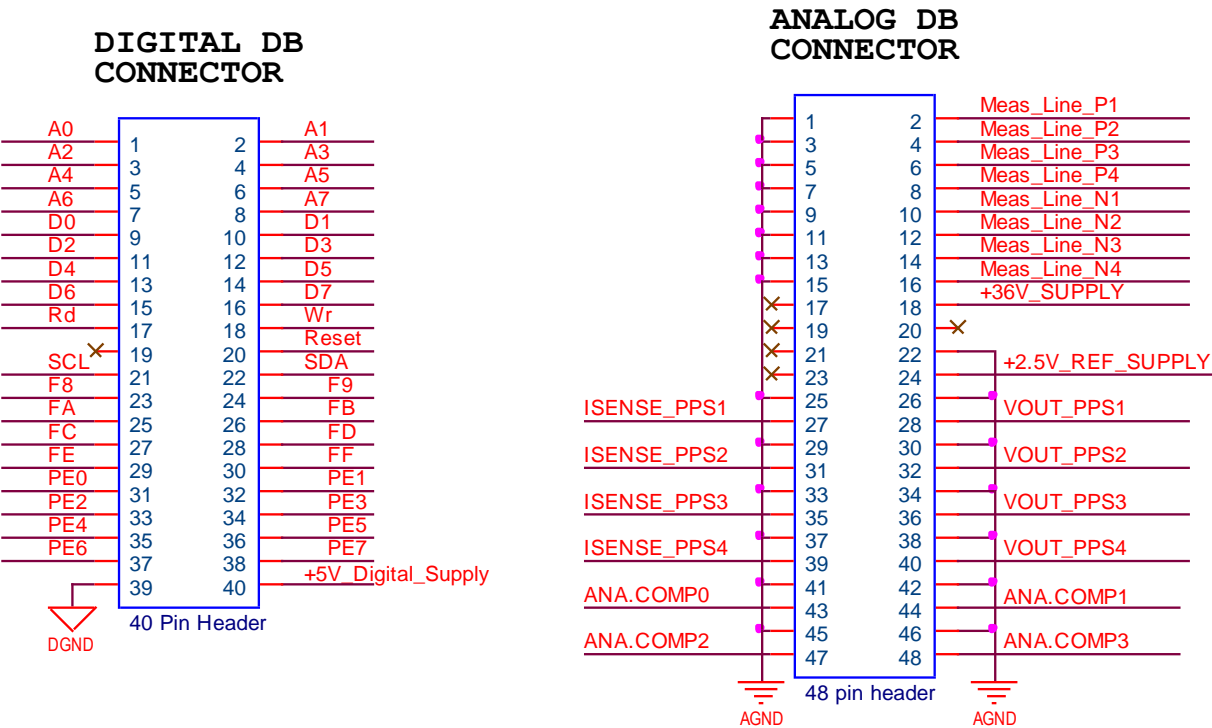 DIGITAL DB
CONNECTOR
A0 1 2 A1
A2 3 4 A3
A4 5 6 A5
A6 7 8 A7
D0 9 10 D1
D2 11 12 D3
D4 13 14 D5
D6 15 16 D7
Rd 17 18 Wr
19 20 Reset
SCL 21 22 SDA
F8 23 24 F9
FA 25 26 FB
FC 27 28 FD
FE 29 30 FF
PE0 31 32 PE1
PE2 33 34 PE3
PE4 35 36 PE5
PE6 37 38 PE7
39 40 +5V_Digital_Supply
DGND
40 Pin Header
ANALOG DB
CONNECTOR
1 2 Meas_Line_P1
3 4 Meas_Line_P2
5 6 Meas_Line_P3
7 8 Meas_Line_P4
9 10 Meas_Line_N1
11 12 Meas_Line_N2
13 14 Meas_Line_N3
15 16 Meas_Line_N4
17 18 +36V_SUPPLY
19 20
21 22
23 24 +2.5V_REF_SUPPLY
25 26
ISENSE_PPS1 27 28 VOUT_PPS1
29 30
ISENSE_PPS2 31 32 VOUT_PPS2
33 34
ISENSE_PPS3 35 36 VOUT_PPS3
37 38
ISENSE_PPS4 39 40 VOUT_PPS4
41 42
ANA.COMP0 43 44 ANA.COMP1
45 46
ANA.COMP2 47 48 ANA.COMP3
48 pin header
AGND
AGND